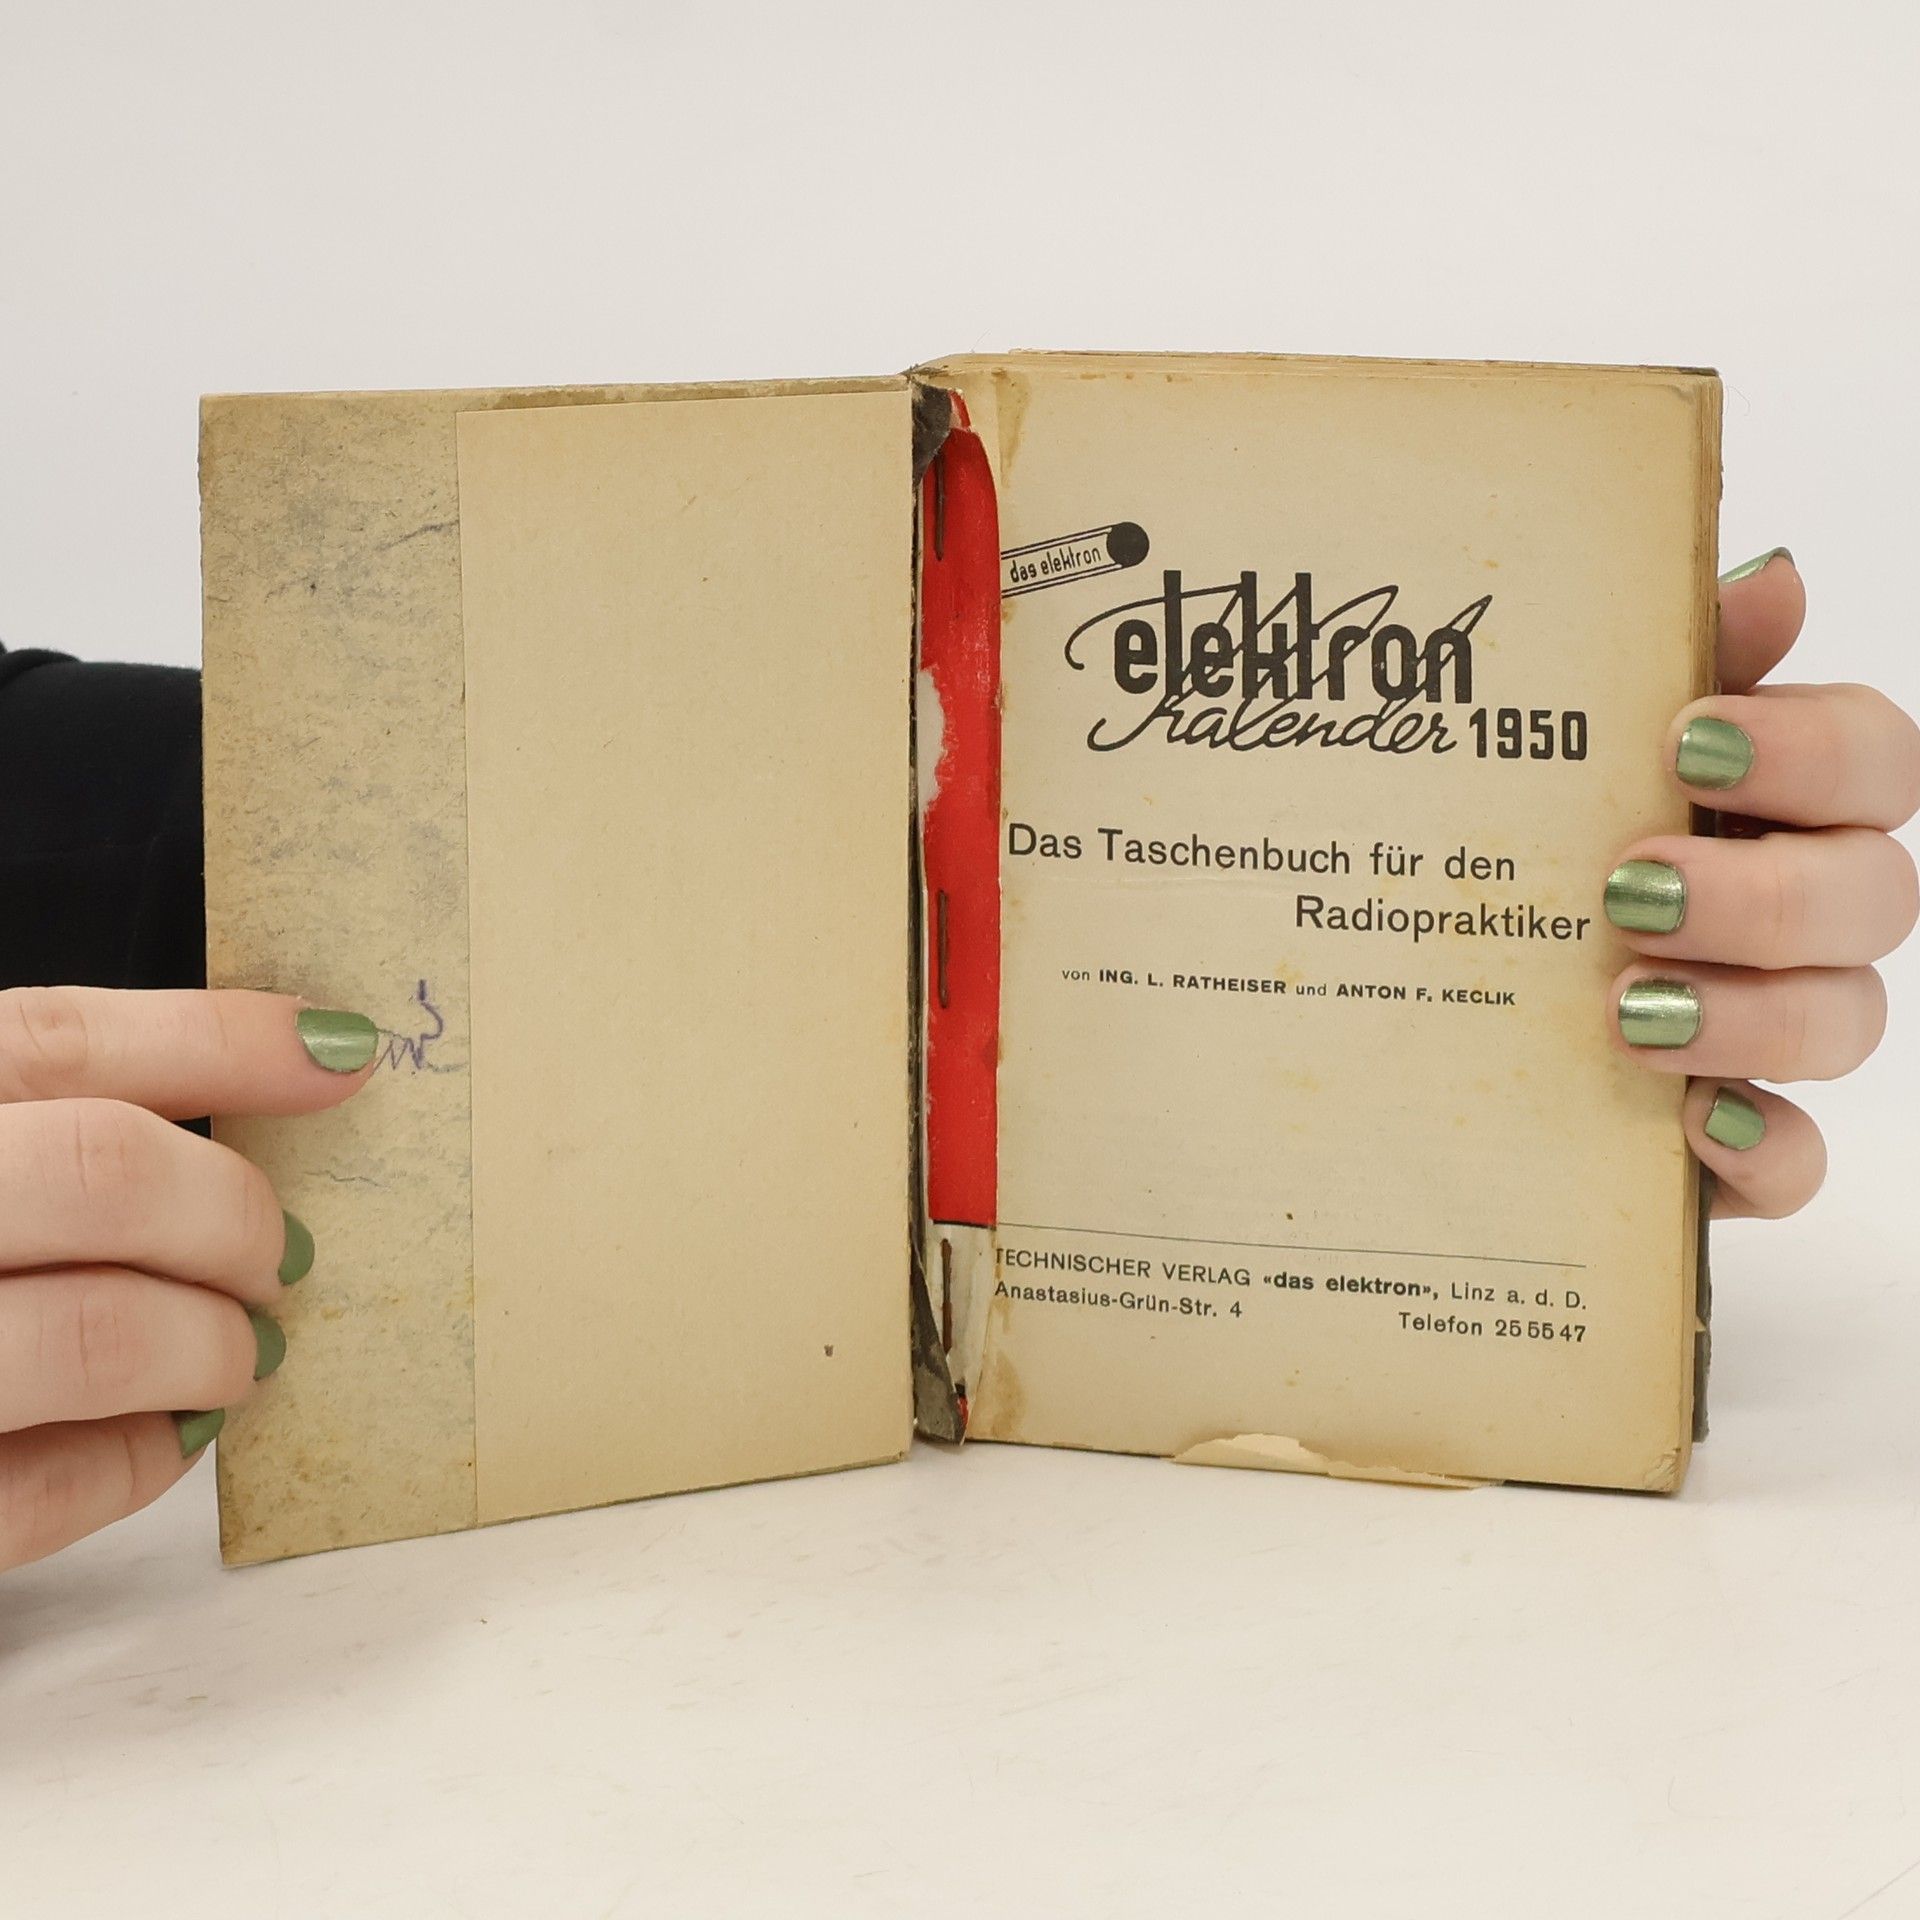 das elektron
elektron
kalender 1950
Das Taschenbuch für den
Radiopraktiker
von ING. L. RATHEISER und ANTON F. KECLIK
TECHNISCHER VERLAG «das elektron», Linz a. d. D.
Anastasius-Grün-Str. 4 Telefon 25 55 47